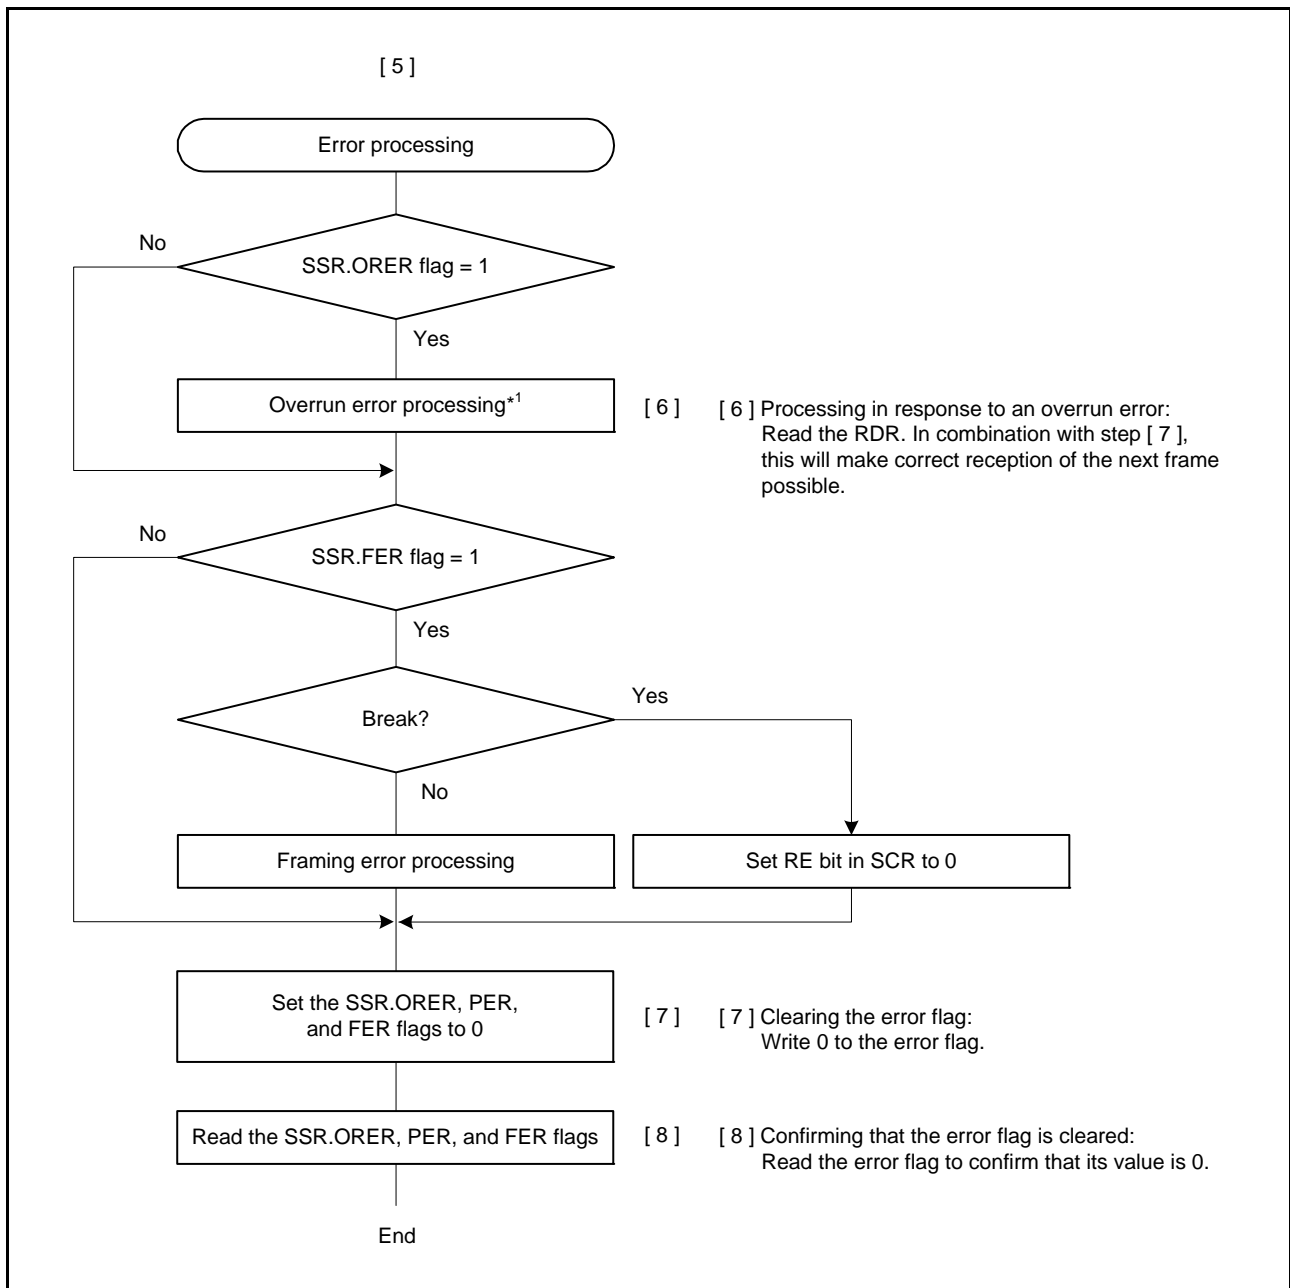 [ 5 ]
Error processing
No
SSR.ORER flag = 1
Yes
Overrun error processing*1
[ 6 ]
[ 6 ] Processing in response to an overrun error:
Read the RDR. In combination with step [ 7 ],
this will make correct reception of the next frame
possible.
No
SSR.FER flag = 1
Yes
Break?
Yes
No
Framing error processing
Set RE bit in SCR to 0
Set the SSR.ORER, PER,
and FER flags to 0
[ 7 ]
[ 7 ] Clearing the error flag:
Write 0 to the error flag.
Read the SSR.ORER, PER, and FER flags
[ 8 ]
[ 8 ] Confirming that the error flag is cleared:
Read the error flag to confirm that its value is 0.
End